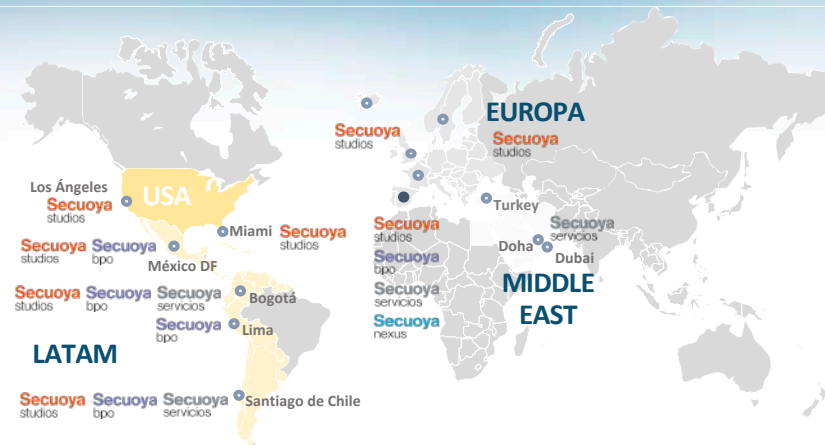 EUROPA
Secuoya
studios
Secuoya
studios
Los Ángeles
Secuoya
studios
USA
Turkey
Miami
Secuoya
studios
Secuoya
studios
Secuoya
servicios
Secuoya
studios
Secuoya
bpo
México DF
Doha
Dubai
Secuoya
bpo
MIDDLE
EAST
Secuoya
studios
Secuoya
bpo
Secuoya
servicios
Bogotá
Secuoya
servicios
Secuoya
bpo
Lima
Secuoya
nexus
LATAM
Secuoya
studios
Secuoya
bpo
Secuoya
servicios
Santiago de Chile